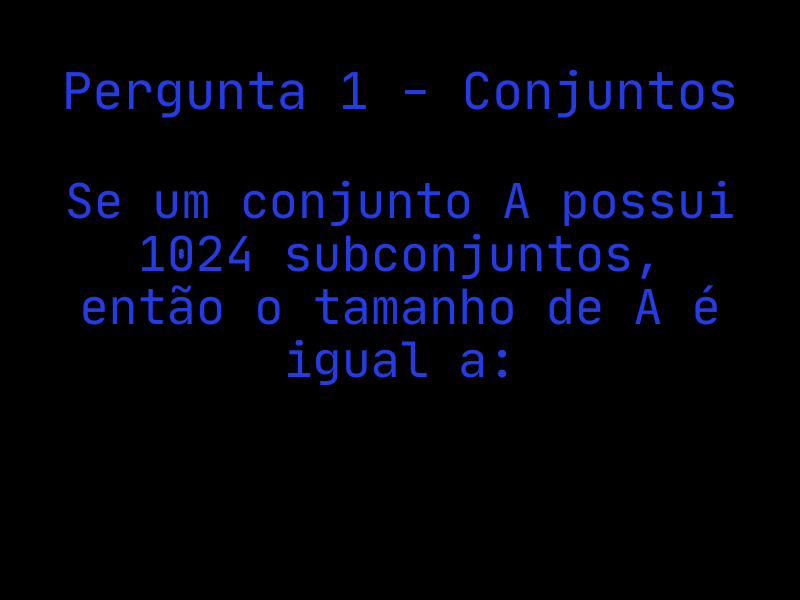 Pergunta 1 - Conjuntos
Se um conjunto A possui
1024 subconjuntos,
então o tamanho de A é
igual a: